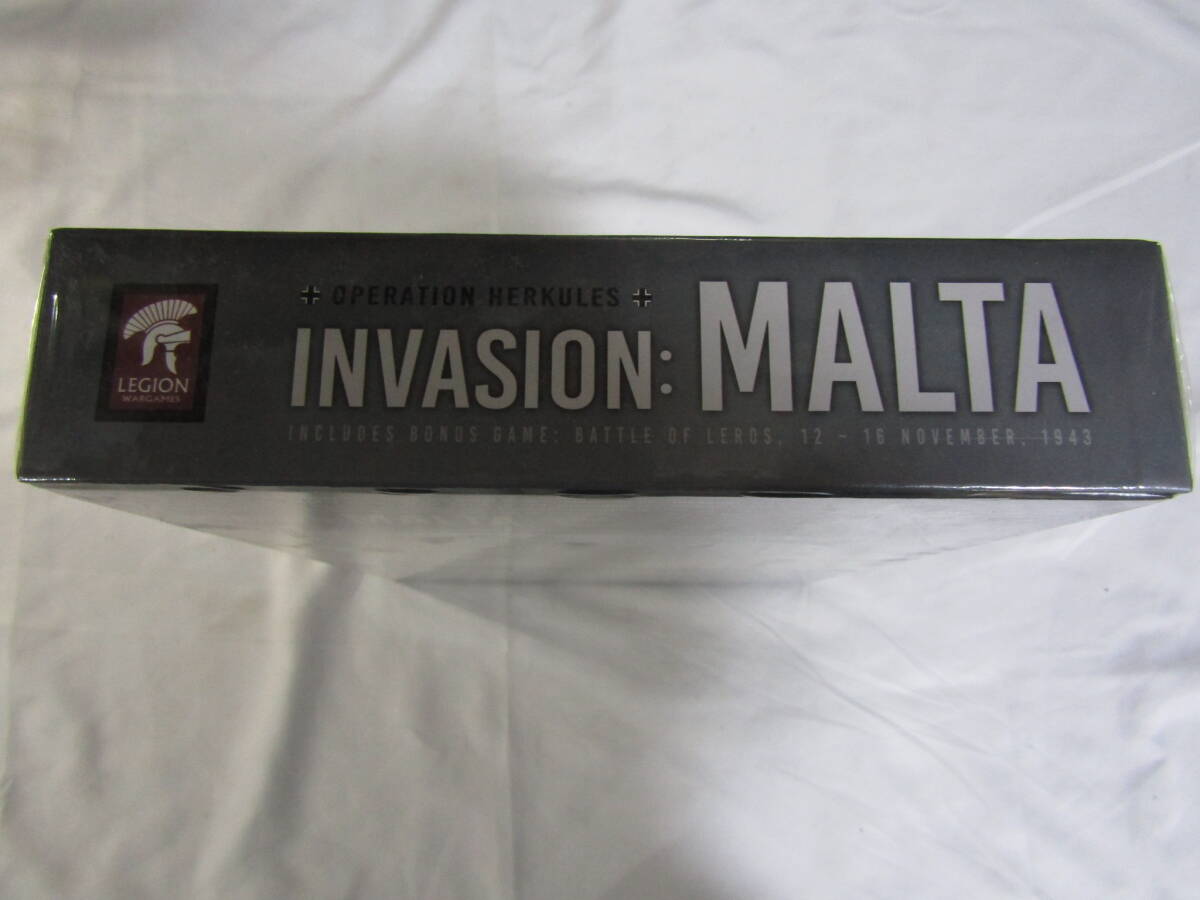 LEGION
WARGAMES
OPERATION HERKULES
INVASION: MALTA
INCLUDES BONUS GAME: BATTLE OF LEROS, 12 - 16 NOVEMBER, 1943